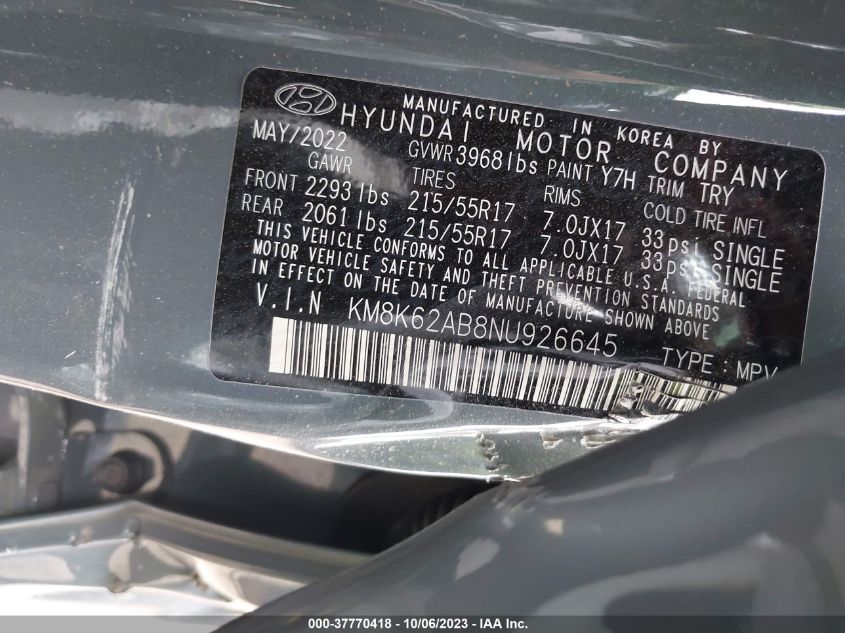 MANUFACTURED IN KOREA BY
HYUNDAI MOTOR COMPANY
MAY/2022 GVWR 3968 lbs PAINT Y7H TRIM TRY
GAWR TIRES RIMS COLD TIRE INFL
FRONT 2293 lbs 215/55R17 7.0JX17 33 psi SINGLE
REAR 2061 lbs 215/55R17 7.0JX17 33 psi SINGLE
THIS VEHICLE CONFORMS TO ALL APPLICABLE U.S.A. FEDERAL
MOTOR VEHICLE SAFETY AND THEFT PREVENTION STANDARDS
IN EFFECT ON THE DATE OF MANUFACTURE SHOWN ABOVE
V.I.N KM8K62AB8NU926645 TYPE : MPV
000-37770418 - 10/06/2023 - IAA Inc.